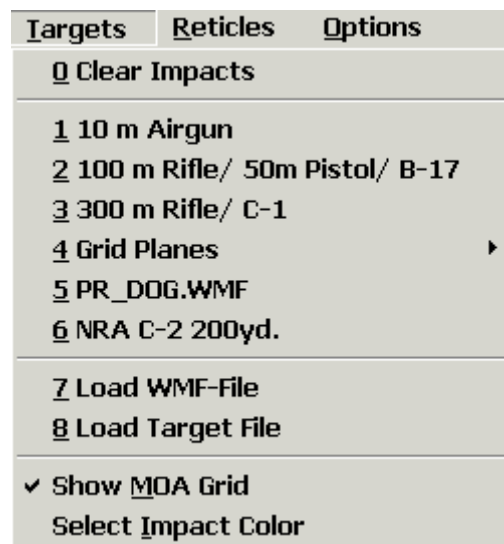 Targets Reticles Options
0 Clear Impacts
1 10 m Airgun
2 100 m Rifle/ 50m Pistol/ B-17
3 300 m Rifle/ C-1
4 Grid Planes
5 PR_DOG.WMF
6 NRA C-2 200yd.
7 Load WMF-File
8 Load Target File
Show MOA Grid
Select Impact Color